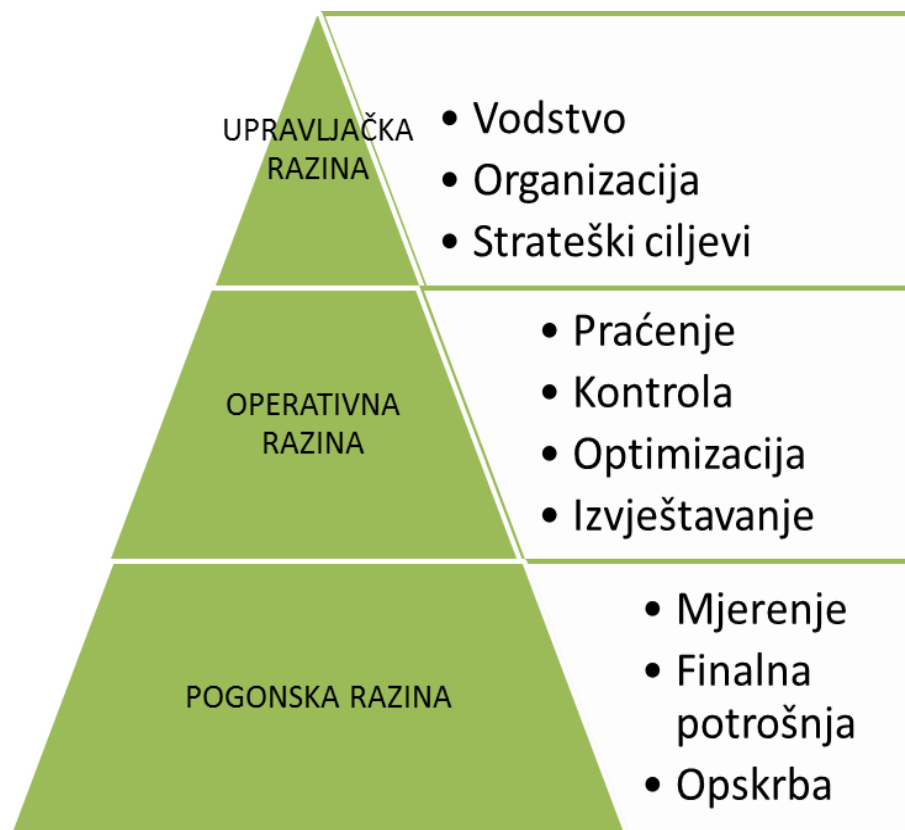 UPRAVLJAČKA
RAZINA
• Vodstvo
• Organizacija
• Strateški ciljevi
OPERATIVNA
RAZINA
• Praćenje
• Kontrola
• Optimizacija
• Izvještavanje
POGONSKA RAZINA
• Mjerenje
• Finalna
potrošnja
• Opskrba